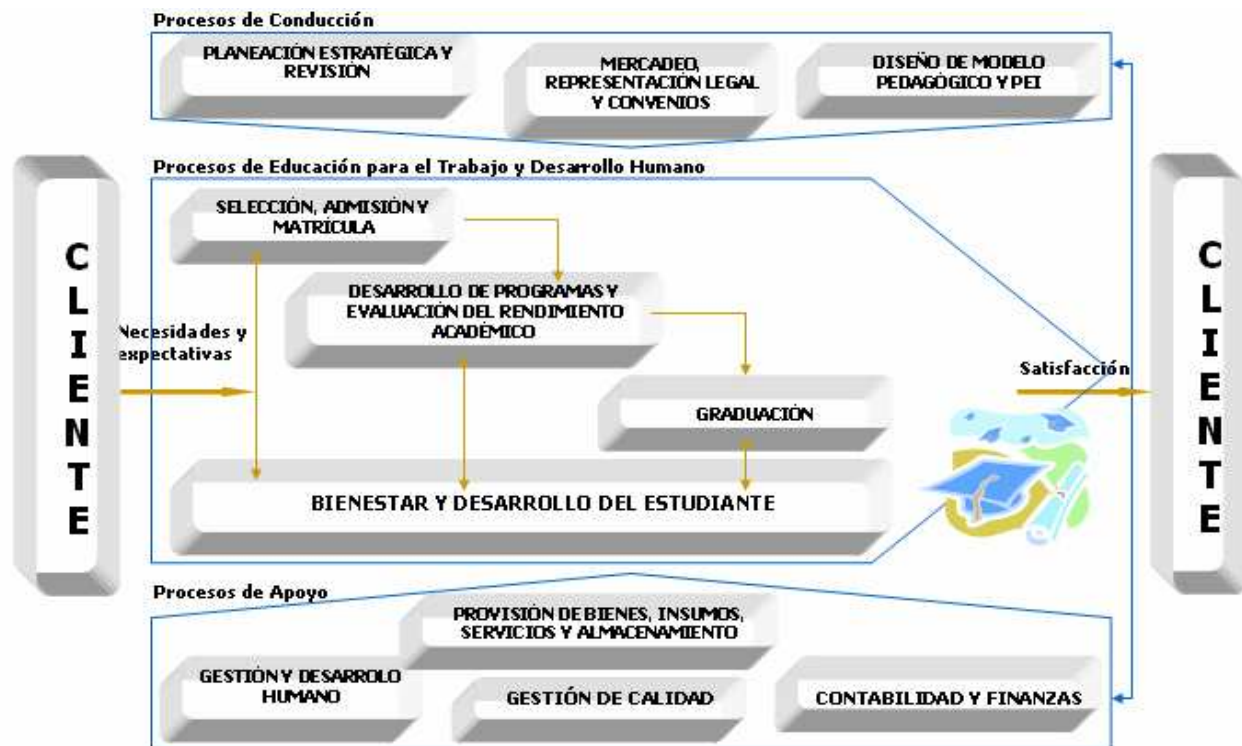 Procesos de Conducción
PLANEACIÓN ESTRATÉGICA Y
REVISIÓN
MERCADEO,
REPRESENTACIÓN LEGAL
Y CONVENIOS
DISEÑO DE MODELO
PEDAGÓGICO Y PEI
Procesos de Educación para el Trabajo y Desarrollo Humano
CLIENTE
SELECCIÓN, ADMISIÓN Y
MATRÍCULA
DESARROLLO DE PROGRAMAS Y
EVALUACIÓN DEL RENDIMIENTO
ACADÉMICO
Necesidades y
expectativas
GRADUACIÓN
BIENESTAR Y DESARROLLO DEL ESTUDIANTE
Satisfacción
CLIENTE
Procesos de Apoyo
PROVISIÓN DE BIENES, INSUMOS,
SERVICIOS Y ALMACENAMIENTO
GESTIÓN Y DESARROLO
HUMANO
GESTIÓN DE CALIDAD
CONTABILIDAD Y FINANZAS